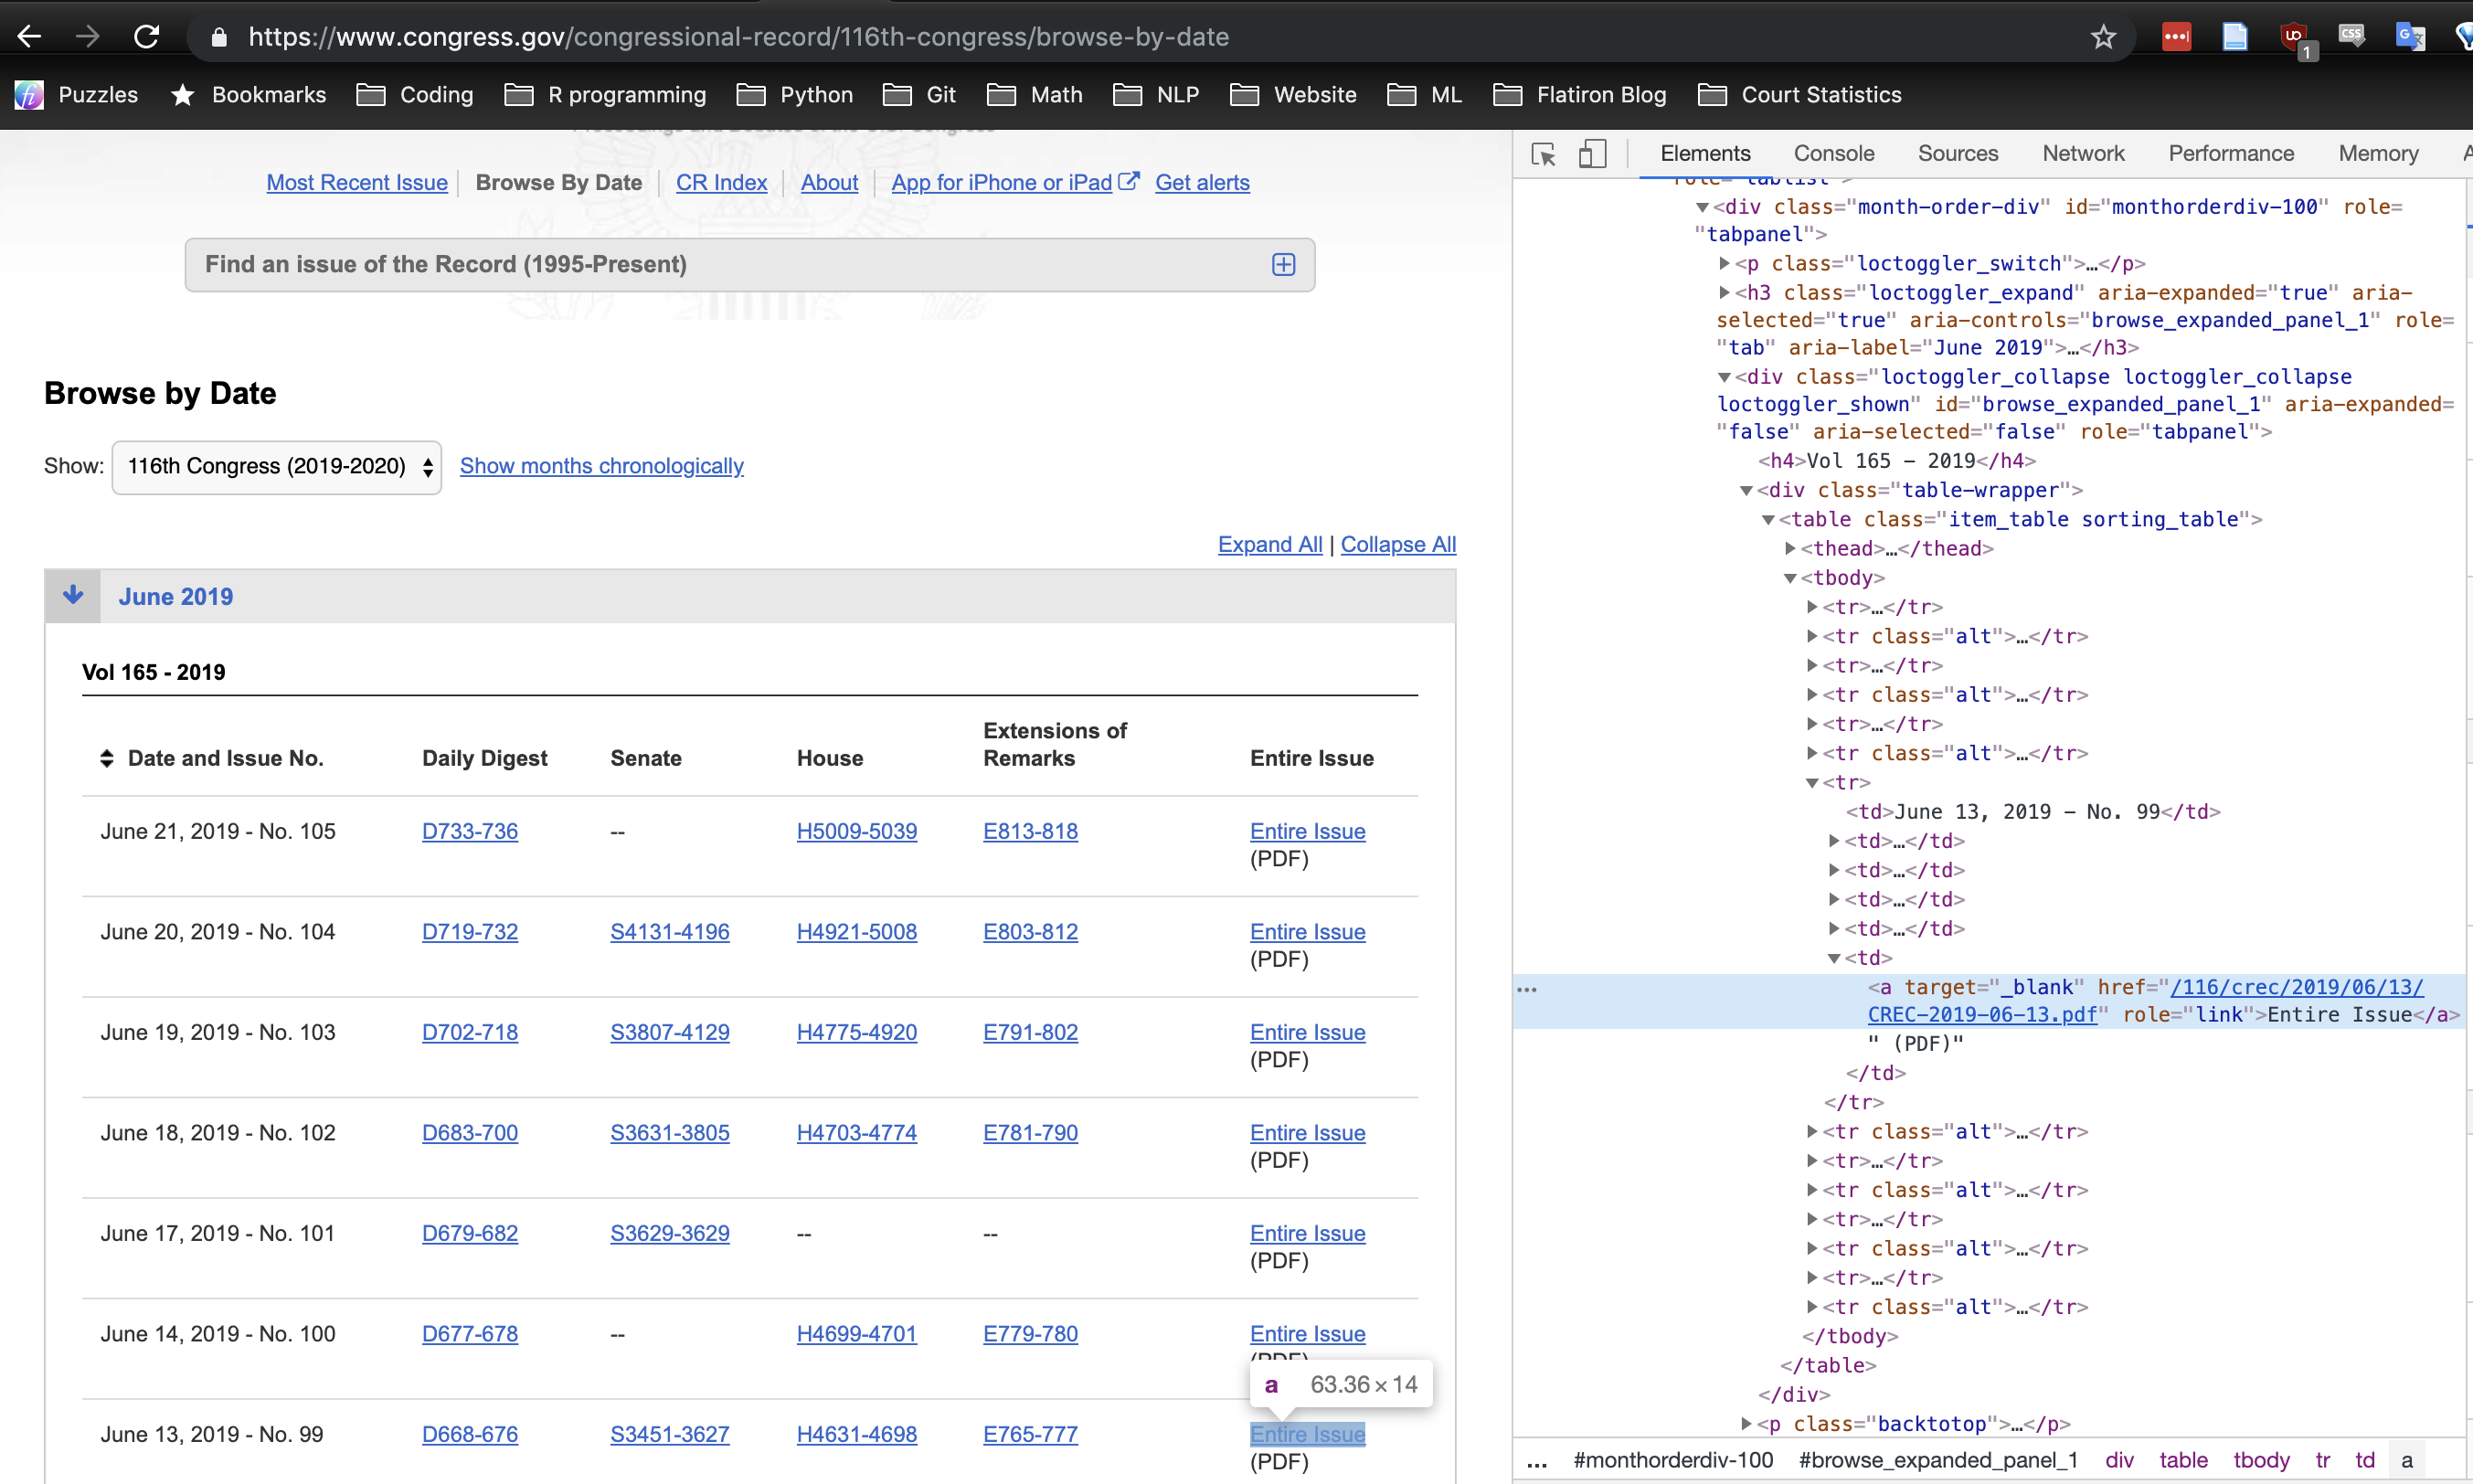 https://www.congress.gov/congressional-record/116th-congress/browse-by-date
1
Puzzles Bookmarks Coding R programming Python Git Math NLP Website ML Flatiron Blog Court Statistics
Most Recent Issue Browse By Date CR Index About App for iPhone or iPad Get alerts
Find an issue of the Record (1995-Present)
Browse by Date
Show: 116th Congress (2019-2020) Show months chronologically
Expand All | Collapse All
June 2019
Vol 165 - 2019
Date and Issue No. Daily Digest Senate House Extensions of Remarks Entire Issue
June 21, 2019 - No. 105 D733-736 -- H5009-5039 E813-818 Entire Issue
(PDF)
June 20, 2019 - No. 104 D719-732 S4131-4196 H4921-5008 E803-812 Entire Issue
(PDF)
June 19, 2019 - No. 103 D702-718 S3807-4129 H4775-4920 E791-802 Entire Issue
(PDF)
June 18, 2019 - No. 102 D683-700 S3631-3805 H4703-4774 E781-790 Entire Issue
(PDF)
June 17, 2019 - No. 101 D679-682 S3629-3629 -- -- Entire Issue
(PDF)
June 14, 2019 - No. 100 D677-678 -- H4699-4701 E779-780 Entire Issue
(PDF)
a 63.36 × 14
June 13, 2019 - No. 99 D668-676 S3451-3627 H4631-4698 E765-777 Entire Issue
(PDF)
Elements Console Sources Network Performance Memory
role="tablist">
<div class="month-order-div" id="monthorderdiv-100" role=
"tabpanel">
<p class="loctoggler_switch">…</p>
<h3 class="loctoggler_expand" aria-expanded="true" aria-
selected="true" aria-controls="browse_expanded_panel_1" role=
"tab" aria-label="June 2019">…</h3>
<div class="loctoggler_collapse loctoggler_collapse
loctoggler_shown" id="browse_expanded_panel_1" aria-expanded=
"false" aria-selected="false" role="tabpanel">
<h4>Vol 165 - 2019</h4>
<div class="table-wrapper">
<table class="item_table sorting_table">
<thead>…</thead>
<tbody>
<tr>…</tr>
<tr class="alt">…</tr>
<tr>…</tr>
<tr class="alt">…</tr>
<tr>…</tr>
<tr class="alt">…</tr>
<tr>
<td>June 13, 2019 - No. 99</td>
<td>…</td>
<td>…</td>
<td>…</td>
<td>…</td>
<td>
<a target="_blank" href="/116/crec/2019/06/13/
CREC-2019-06-13.pdf" role="link">Entire Issue</a>
" (PDF)"
</td>
</tr>
<tr class="alt">…</tr>
<tr>…</tr>
<tr class="alt">…</tr>
<tr>…</tr>
<tr class="alt">…</tr>
<tr>…</tr>
<tr class="alt">…</tr>
</tbody>
</table>
</div>
<p class="backtotop">…</p>
... #monthorderdiv-100 #browse_expanded_panel_1 div table tbody tr td a